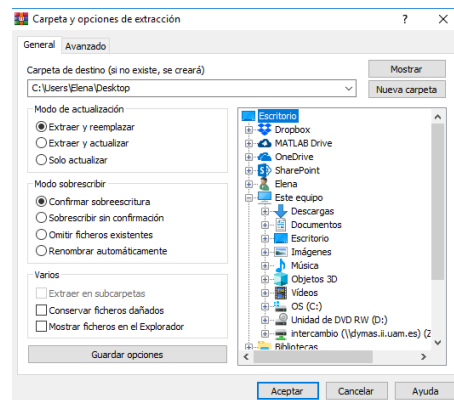 Carpeta y opciones de extracción
General Avanzado
Carpeta de destino (si no existe, se creará)
Mostrar
C:\Users\Elena\Desktop
Nueva carpeta
Modo de actualización
Extraer y reemplazar
Extraer y actualizar
Solo actualizar
Modo sobrescribir
Confirmar sobreescritura
Sobrescribir sin confirmación
Omitir ficheros existentes
Renombrar automáticamente
Varios
Extraer en subcarpetas
Conservar ficheros dañados
Mostrar ficheros en el Explorador
Guardar opciones
Escritorio
Dropbox
MATLAB Drive
OneDrive
SharePoint
Elena
Este equipo
Descargas
Documentos
Escritorio
Imágenes
Música
Objetos 3D
Vídeos
OS (C:)
Unidad de DVD RW (D:)
intercambio (\\dymas.ii.uam.es) (Z
Bibliotecas
Aceptar Cancelar Ayuda